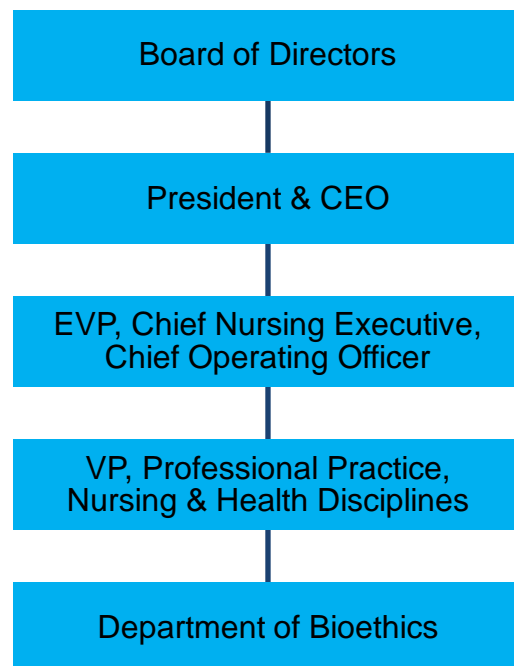 Board of Directors
President & CEO
EVP, Chief Nursing Executive,
Chief Operating Officer
VP, Professional Practice,
Nursing & Health Disciplines
Department of Bioethics